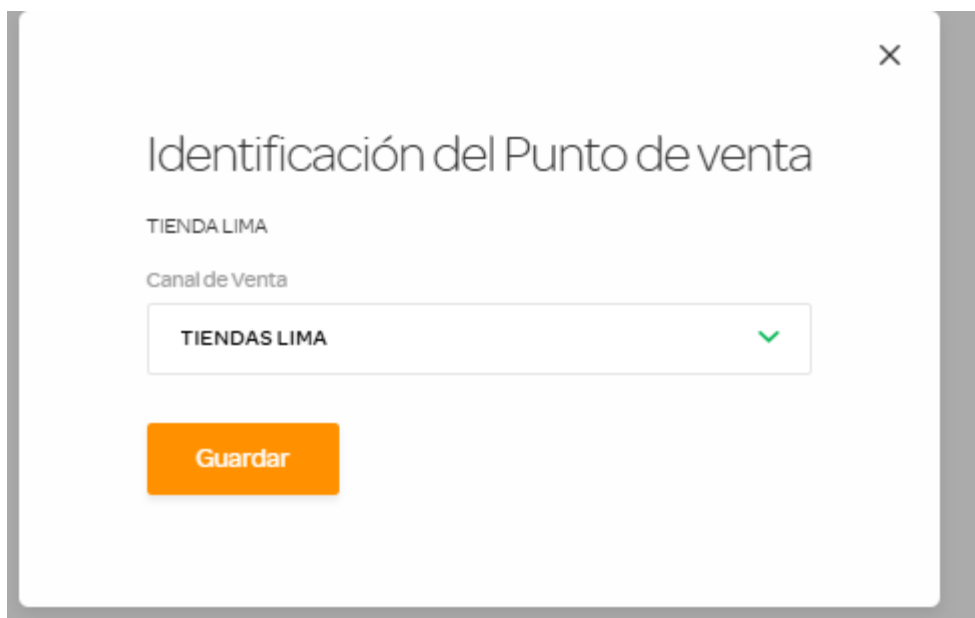 Identificación del Punto de venta
TIENDA LIMA
Canal de Venta
TIENDAS LIMA
Guardar